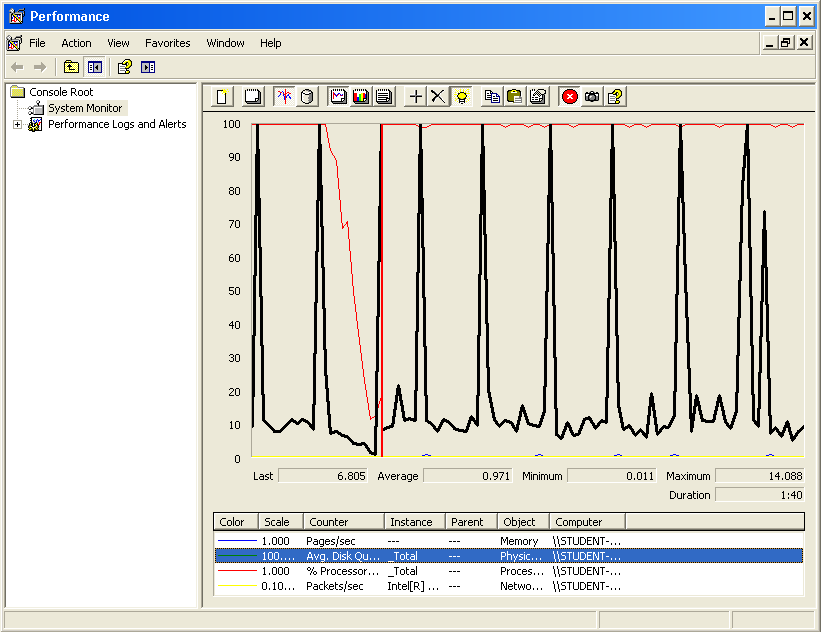 Performance
File Action View Favorites Window Help
Console Root
System Monitor
Performance Logs and Alerts
100
90
80
70
60
50
40
30
20
10
0
Last 6.805 Average 0.971 Minimum 0.011 Maximum 14.088
Duration 1:40
Color Scale Counter Instance Parent Object Computer
1.000 Pages/sec --- --- Memory \\STUDENT-...
100.... Avg. Disk Qu... _Total --- Physic... \\STUDENT-...
1.000 % Processor... _Total --- Proces... \\STUDENT-...
0.10... Packets/sec Intel[R] ... --- Netwo... \\STUDENT-...